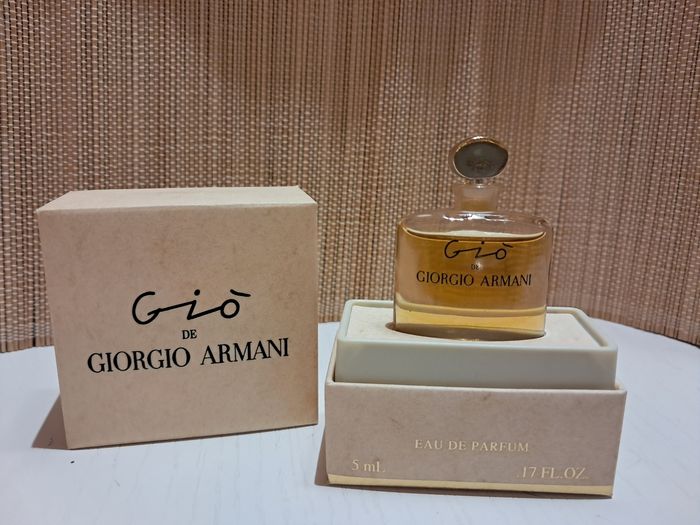 Giò
DE
GIORGIO ARMANI
Giò
DE
GIORGIO ARMANI
EAU DE PARFUM
5 mL .17 FL.OZ.